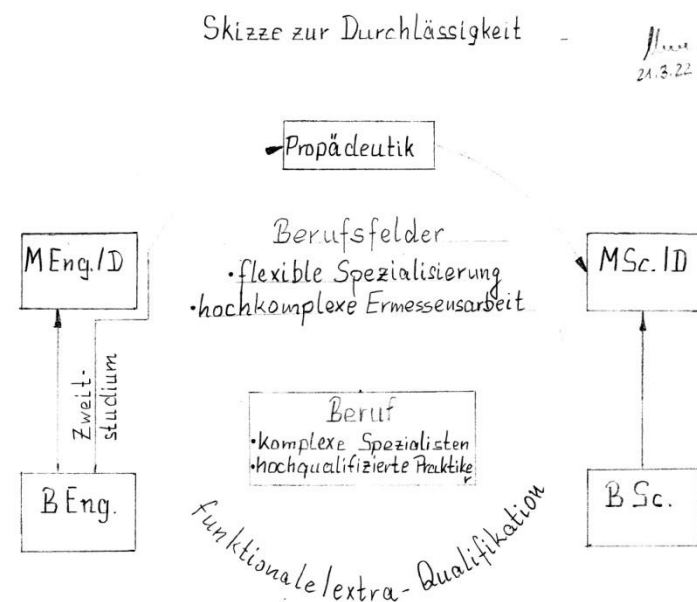 Skizze zur Durchlässigkeit
21.3.22
Propädeutik
MEng./D
Berufsfelder
•flexible Spezialisierung
•hochkomplexe Ermessensarbeit
MSc./D
Zweit-
studium
Beruf
•komplexe Spezialisten
•hochqualifizierte Praktiker
BEng.
BSc.
funktionale/extra-Qualifikation